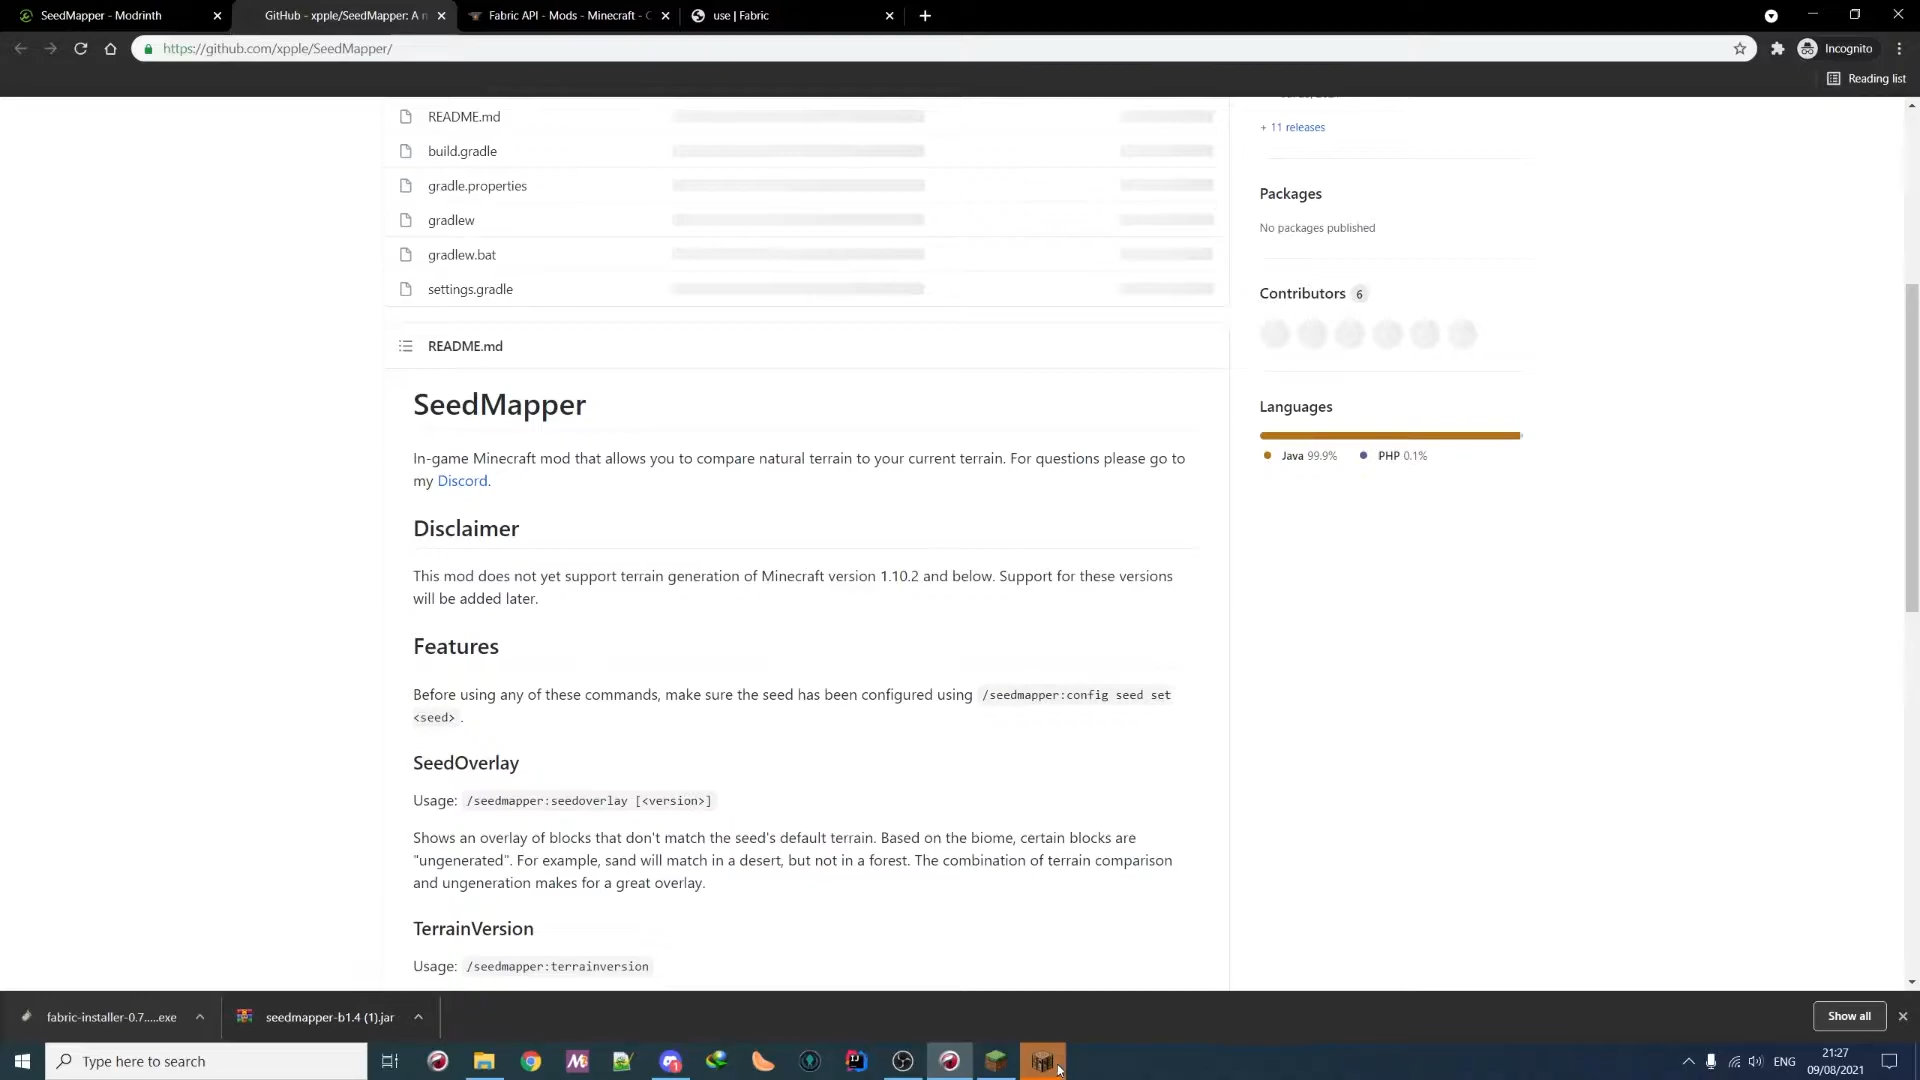 SeedMapper - Modrinth
GitHub - xpple/SeedMapper: A n
Fabric API - Mods - Minecraft - C
use | Fabric
https://github.com/xpple/SeedMapper/
Incognito
Reading list
README.md
build.gradle
gradle.properties
gradlew
gradlew.bat
settings.gradle
+ 11 releases
Packages
No packages published
Contributors 6
Languages
Java 99.9% PHP 0.1%
README.md
SeedMapper
In-game Minecraft mod that allows you to compare natural terrain to your current terrain. For questions please go to
my Discord.
Disclaimer
This mod does not yet support terrain generation of Minecraft version 1.10.2 and below. Support for these versions
will be added later.
Features
Before using any of these commands, make sure the seed has been configured using /seedmapper:config seed set
<seed> .
SeedOverlay
Usage: /seedmapper:seedoverlay [<version>]
Shows an overlay of blocks that don't match the seed's default terrain. Based on the biome, certain blocks are
"ungenerated". For example, sand will match in a desert, but not in a forest. The combination of terrain comparison
and ungeneration makes for a great overlay.
TerrainVersion
Usage: /seedmapper:terrainversion
fabric-installer-0.7.....exe
seedmapper-b1.4 (1).jar
Show all
Type here to search
ENG
21:27
09/08/2021